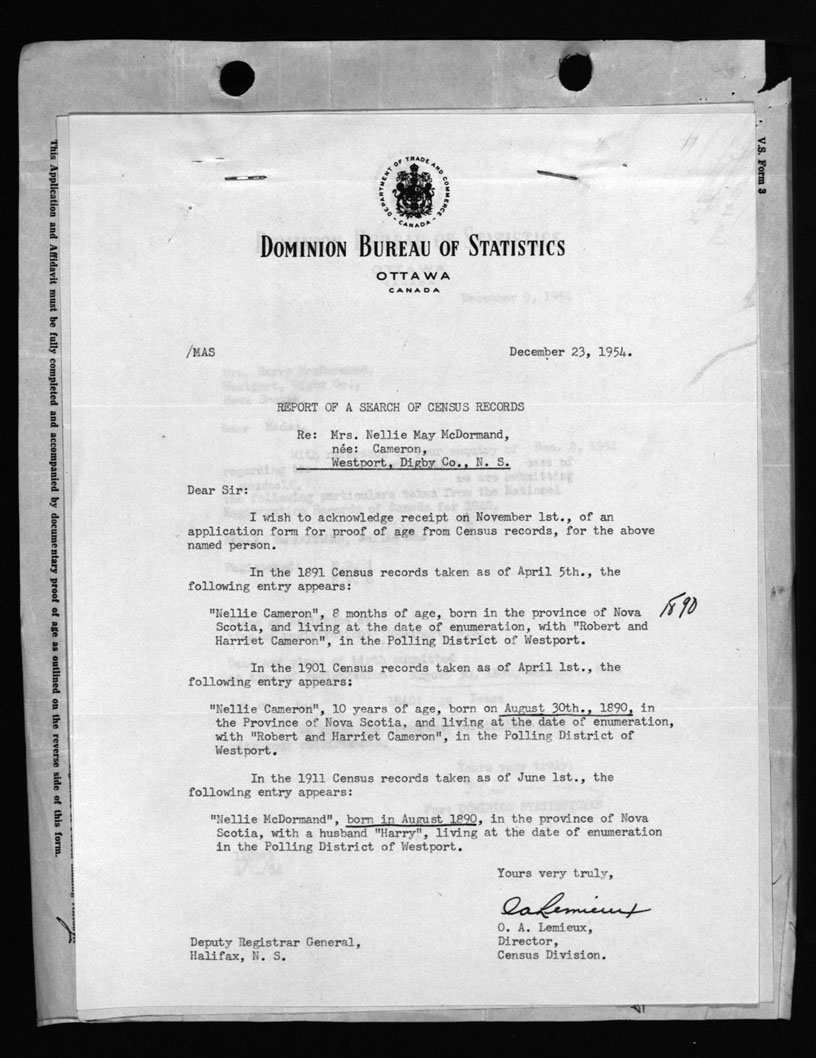 DEPARTMENT OF TRADE AND COMMERCE
- CANADA -
DOMINION BUREAU OF STATISTICS
OTTAWA
CANADA
/MAS December 23, 1954.
REPORT OF A SEARCH OF CENSUS RECORDS
Re: Mrs. Nellie May McDormand,
née: Cameron,
Westport, Digby Co., N. S.
Dear Sir:
I wish to acknowledge receipt on November 1st., of an
application form for proof of age from Census records, for the above
named person.
In the 1891 Census records taken as of April 5th., the
following entry appears:
"Nellie Cameron", 8 months of age, born in the province of Nova 1890
Scotia, and living at the date of enumeration, with "Robert and
Harriet Cameron", in the Polling District of Westport.
In the 1901 Census records taken as of April 1st., the
following entry appears:
"Nellie Cameron", 10 years of age, born on August 30th., 1890, in
the Province of Nova Scotia, and living at the date of enumeration,
with "Robert and Harriet Cameron", in the Polling District of
Westport.
In the 1911 Census records taken as of June 1st., the
following entry appears:
"Nellie McDormand", born in August 1890, in the province of Nova
Scotia, with a husband "Harry", living at the date of enumeration
in the Polling District of Westport.
Yours very truly,
OALemieux
O. A. Lemieux,
Deputy Registrar General, Director,
Halifax, N. S. Census Division.
This Application and Affidavit must be fully completed and accompanied by documentary proof of age as outlined on the reverse side of this form.
V.S. Form 3